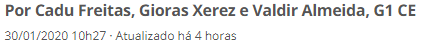 Por Cadu Freitas, Gioras Xerez e Valdir Almeida, G1 CE
30/01/2020 10h27 · Atualizado há 4 horas